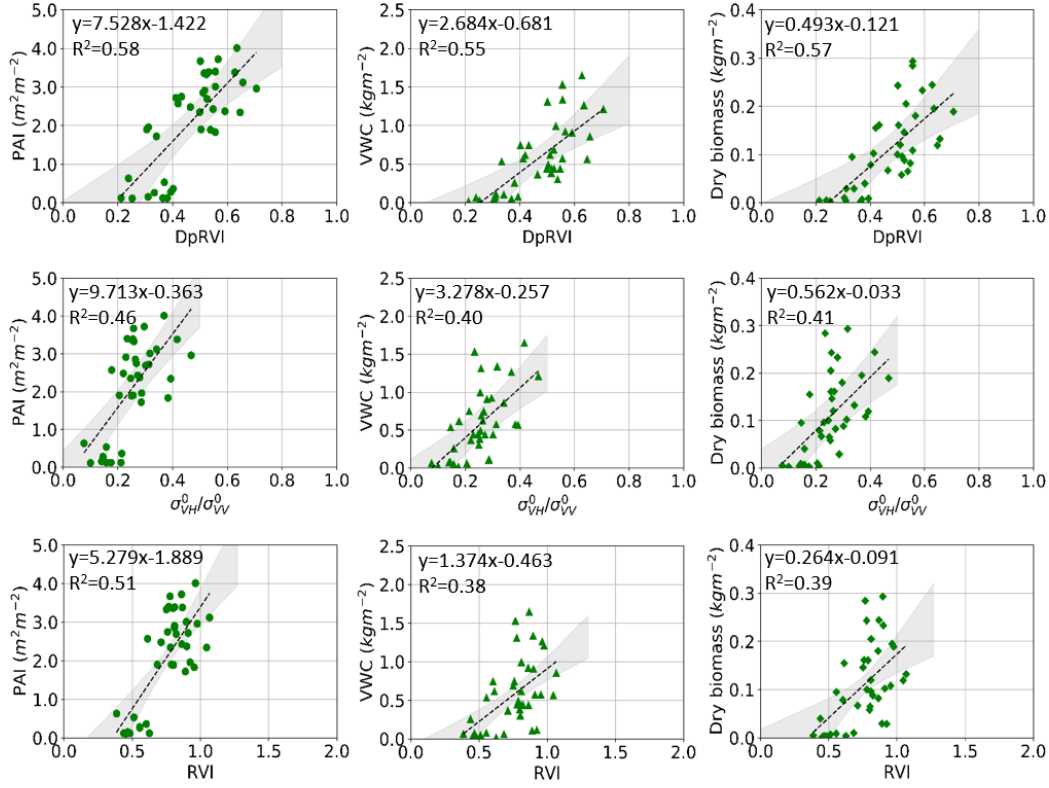 y=7.528x-1.422
R²=0.58
PAI (m²m⁻²)
5.0
4.0
3.0
2.0
1.0
0.0
0.0 0.2 0.4 0.6 0.8 1.0
DpRVI
y=2.684x-0.681
R²=0.55
VWC (kgm⁻²)
2.5
2.0
1.5
1.0
0.5
0.0
0.0 0.2 0.4 0.6 0.8 1.0
DpRVI
y=0.493x-0.121
R²=0.57
Dry biomass (kgm⁻²)
0.4
0.3
0.2
0.1
0.0
0.0 0.2 0.4 0.6 0.8 1.0
DpRVI
y=9.713x-0.363
R²=0.46
PAI (m²m⁻²)
5.0
4.0
3.0
2.0
1.0
0.0
0.0 0.2 0.4 0.6 0.8 1.0
σ⁰VH/σ⁰VV
y=3.278x-0.257
R²=0.40
VWC (kgm⁻²)
2.5
2.0
1.5
1.0
0.5
0.0
0.0 0.2 0.4 0.6 0.8 1.0
σ⁰VH/σ⁰VV
y=0.562x-0.033
R²=0.41
Dry biomass (kgm⁻²)
0.4
0.3
0.2
0.1
0.0
0.0 0.2 0.4 0.6 0.8 1.0
σ⁰VH/σ⁰VV
y=5.279x-1.889
R²=0.51
PAI (m²m⁻²)
5.0
4.0
3.0
2.0
1.0
0.0
0.0 0.5 1.0 1.5 2.0
RVI
y=1.374x-0.463
R²=0.38
VWC (kgm⁻²)
2.5
2.0
1.5
1.0
0.5
0.0
0.0 0.5 1.0 1.5 2.0
RVI
y=0.264x-0.091
R²=0.39
Dry biomass (kgm⁻²)
0.4
0.3
0.2
0.1
0.0
0.0 0.5 1.0 1.5 2.0
RVI